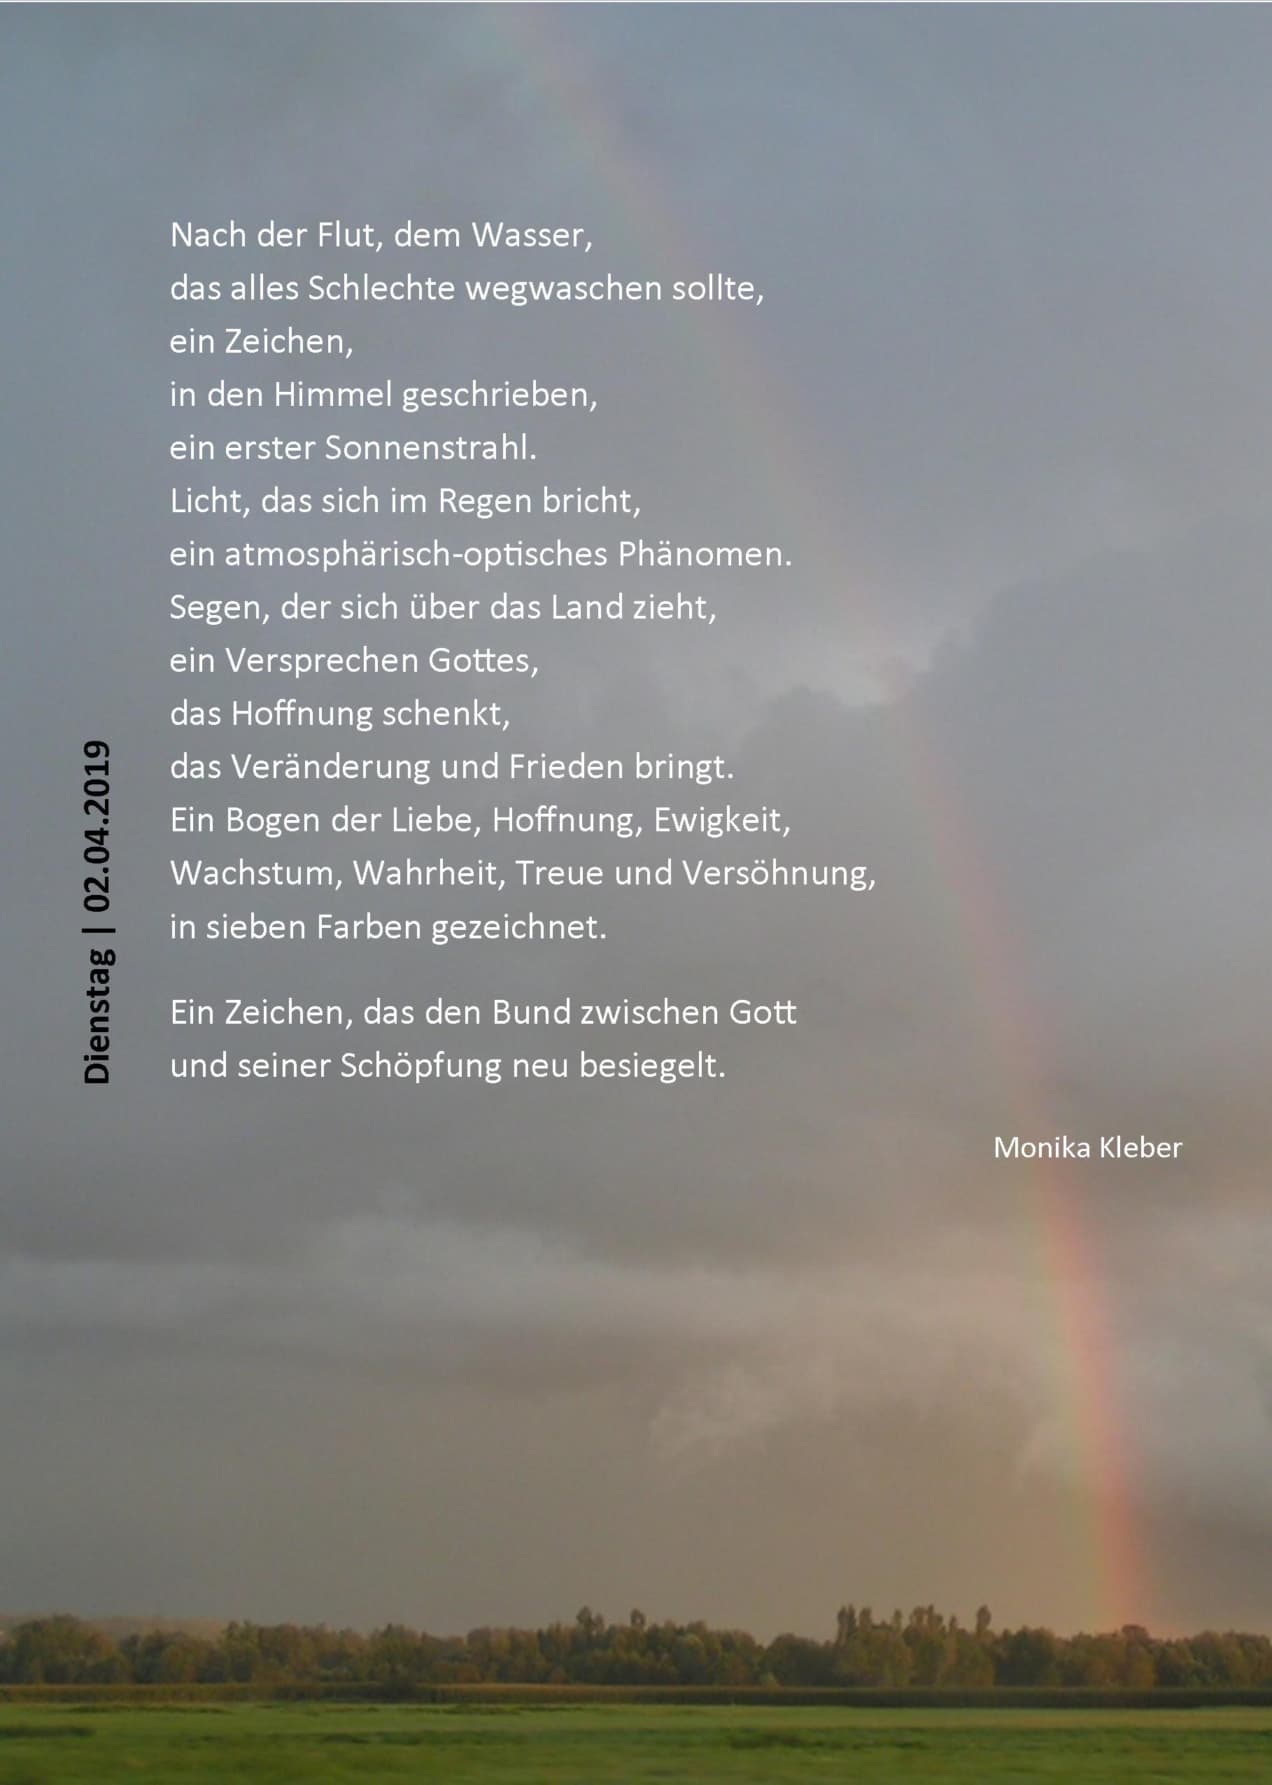 Nach der Flut, dem Wasser,
das alles Schlechte wegwaschen sollte,
ein Zeichen,
in den Himmel geschrieben,
ein erster Sonnenstrahl.
Licht, das sich im Regen bricht,
ein atmosphärisch-optisches Phänomen.
Segen, der sich über das Land zieht,
ein Versprechen Gottes,
das Hoffnung schenkt,
das Veränderung und Frieden bringt.
Ein Bogen der Liebe, Hoffnung, Ewigkeit,
Wachstum, Wahrheit, Treue und Versöhnung,
in sieben Farben gezeichnet.
Ein Zeichen, das den Bund zwischen Gott
und seiner Schöpfung neu besiegelt.
Monika Kleber
Dienstag | 02.04.2019